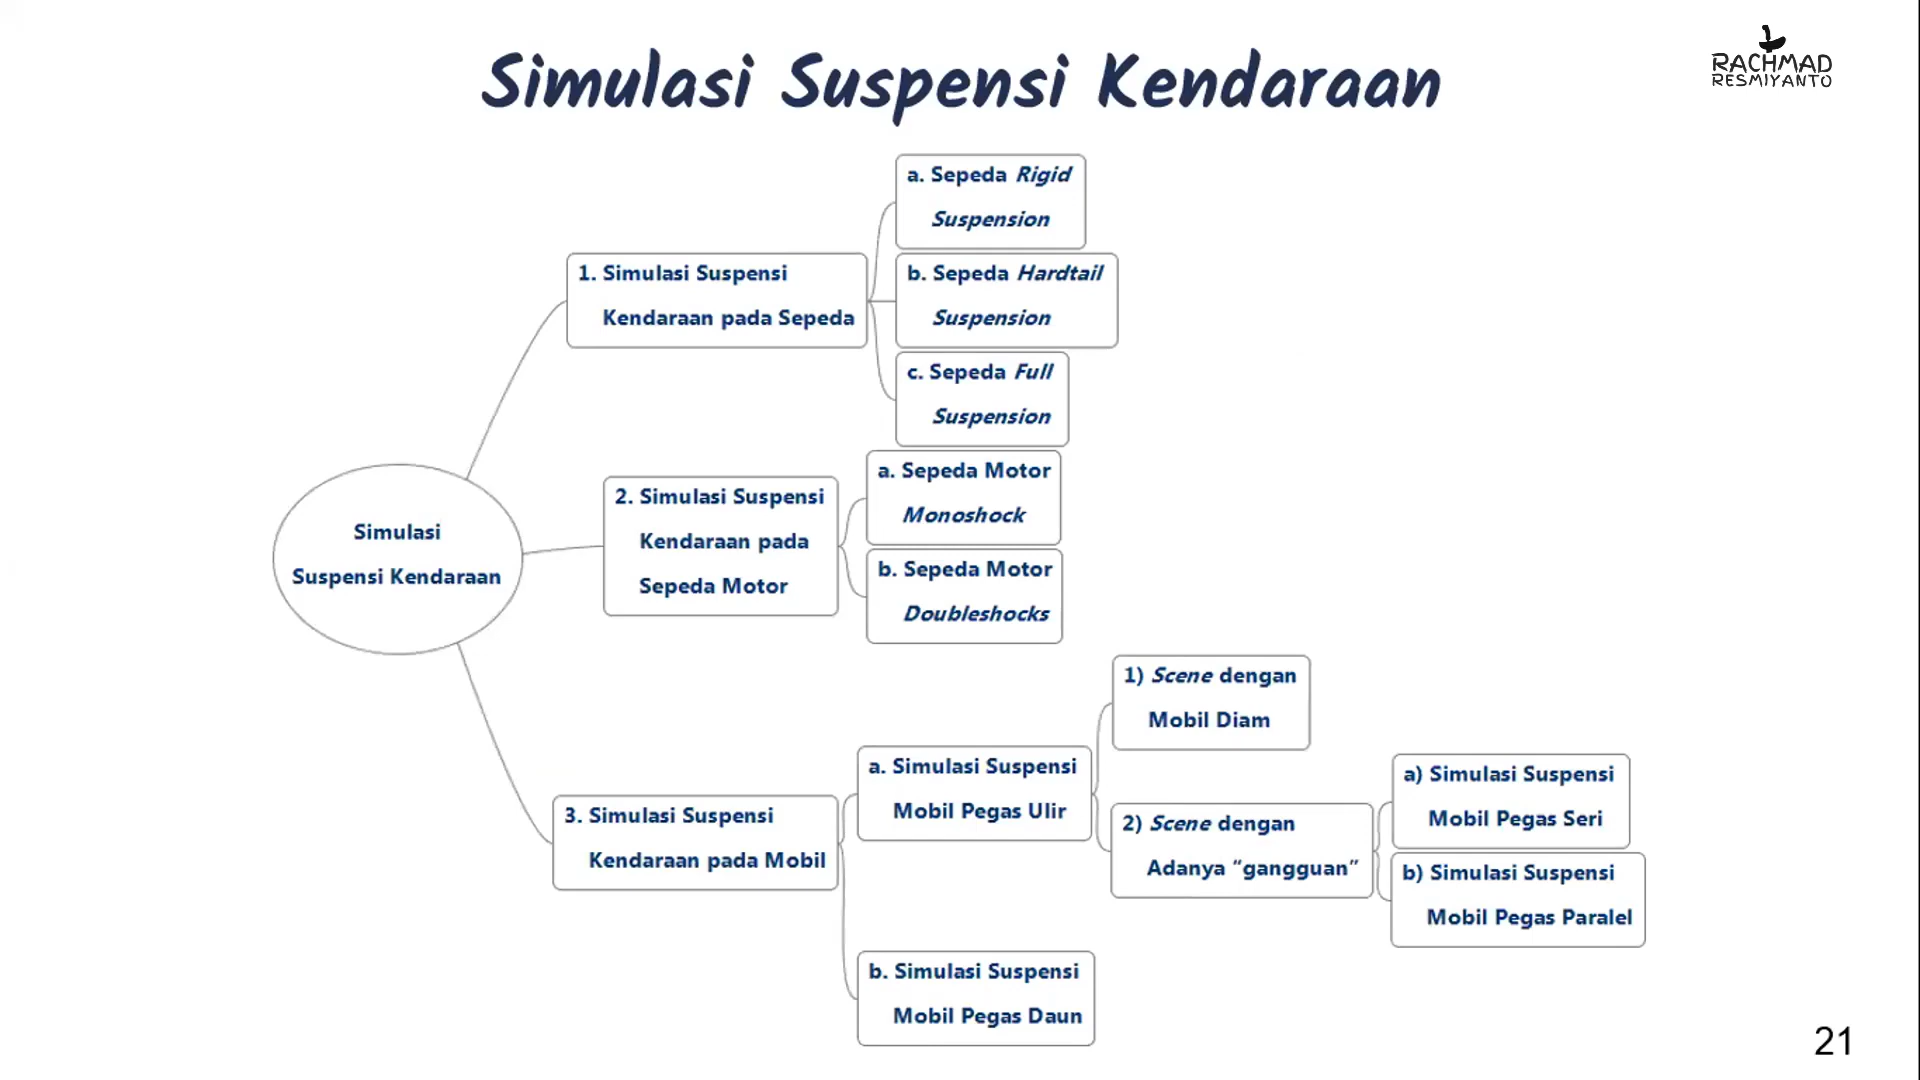 Simulasi Suspensi Kendaraan
RACHMAD
RESMIYANTO
Simulasi
Suspensi Kendaraan
1. Simulasi Suspensi
Kendaraan pada Sepeda
a. Sepeda Rigid
Suspension
b. Sepeda Hardtail
Suspension
c. Sepeda Full
Suspension
2. Simulasi Suspensi
Kendaraan pada
Sepeda Motor
a. Sepeda Motor
Monoshock
b. Sepeda Motor
Doubleshocks
3. Simulasi Suspensi
Kendaraan pada Mobil
a. Simulasi Suspensi
Mobil Pegas Ulir
1) Scene dengan
Mobil Diam
2) Scene dengan
Adanya “gangguan”
a) Simulasi Suspensi
Mobil Pegas Seri
b) Simulasi Suspensi
Mobil Pegas Paralel
b. Simulasi Suspensi
Mobil Pegas Daun
21